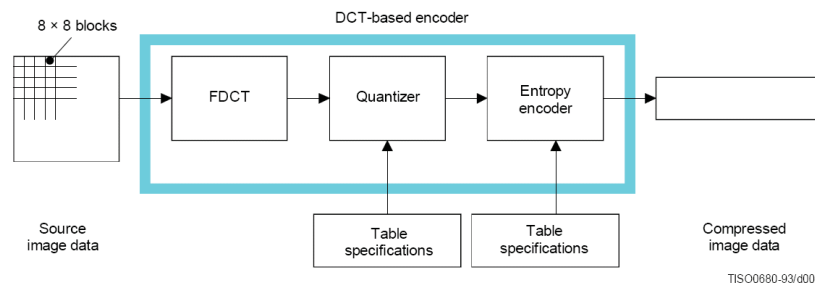 DCT-based encoder
8 × 8 blocks
FDCT
Quantizer
Entropy
encoder
Source
image data
Table
specifications
Table
specifications
Compressed
image data
TISO0680-93/d00